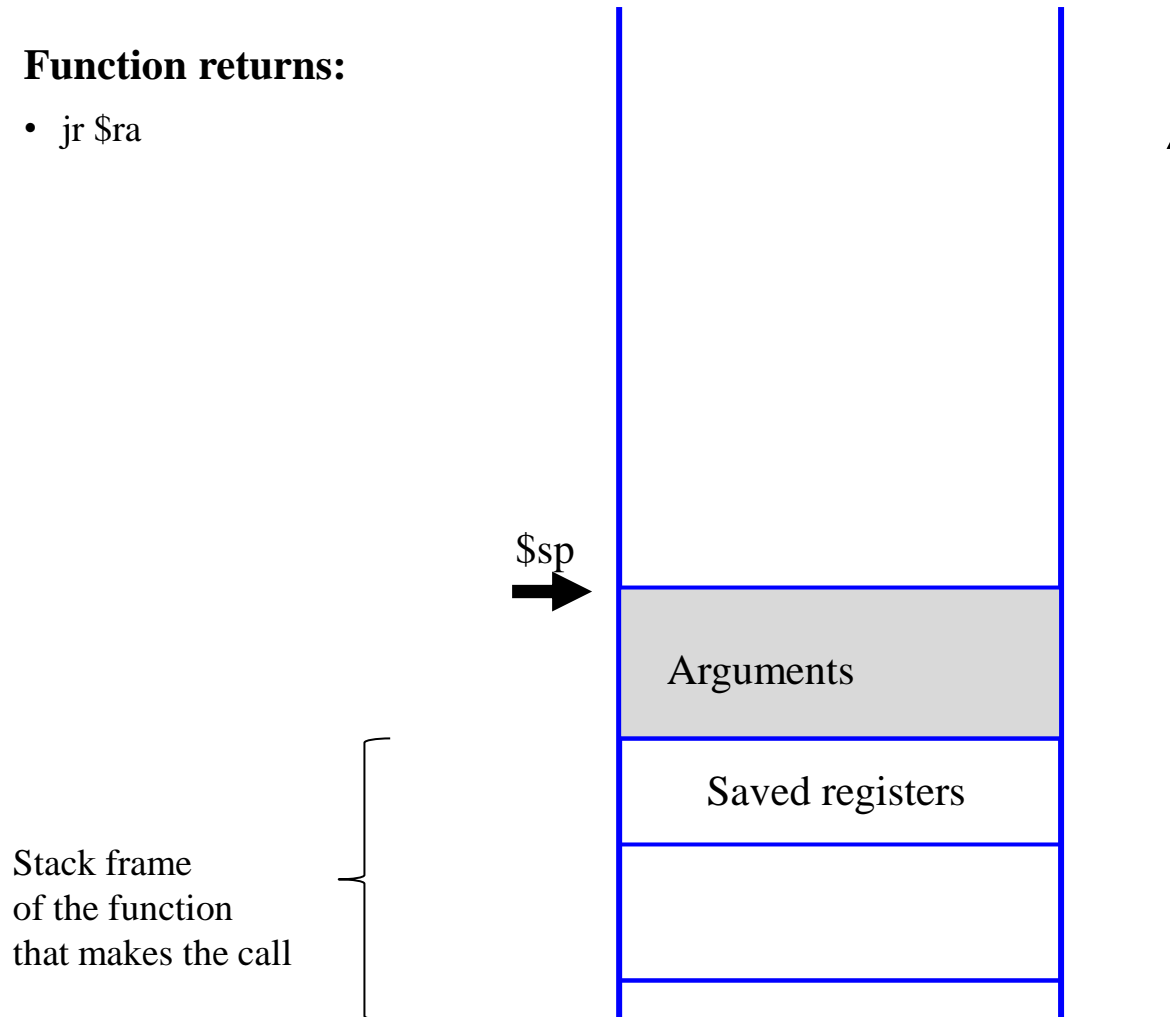 Function returns:
• jr $ra
$sp
Arguments
Saved registers
Stack frame
of the function
that makes the call